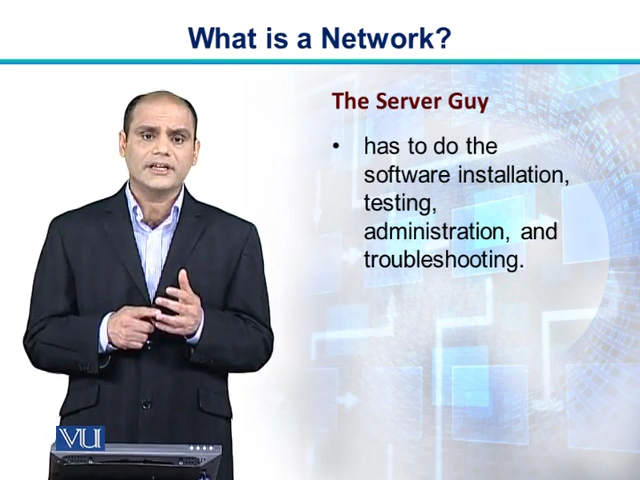 What is a Network?
The Server Guy
• has to do the
software installation,
testing,
administration, and
troubleshooting.
VU